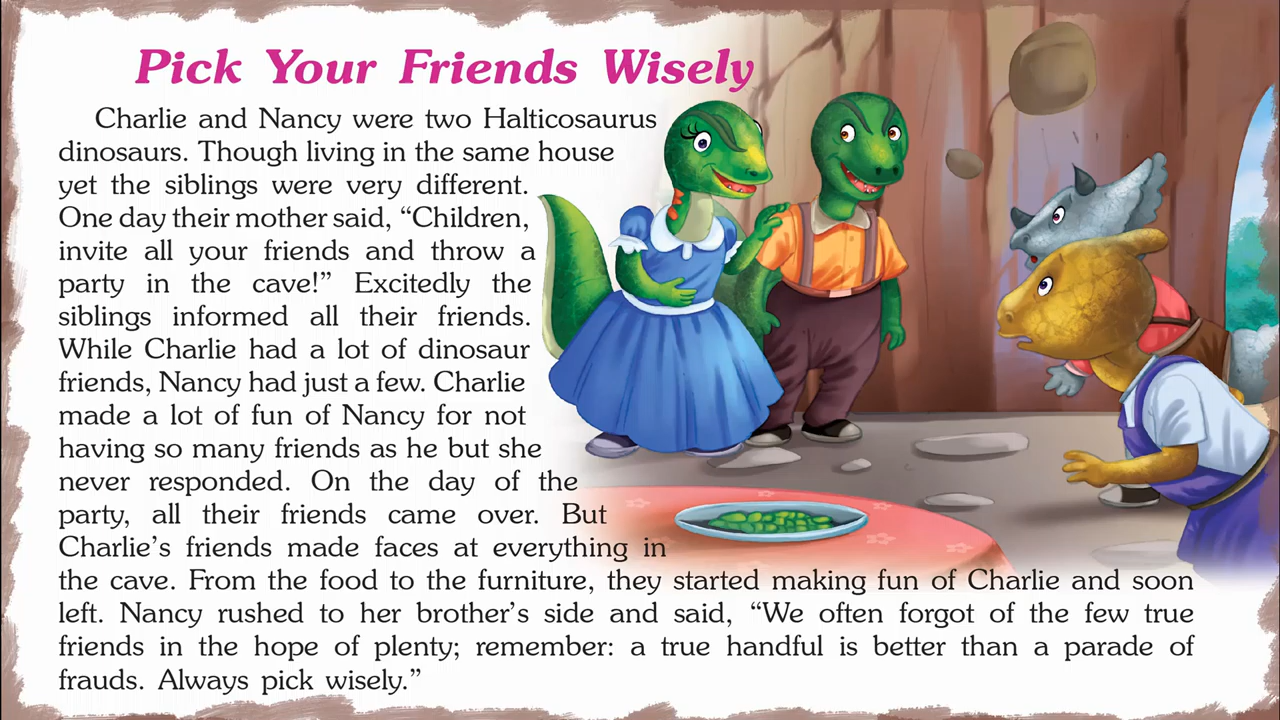 Pick Your Friends Wisely
Charlie and Nancy were two Halticosaurus
dinosaurs. Though living in the same house
yet the siblings were very different.
One day their mother said, “Children,
invite all your friends and throw a
party in the cave!” Excitedly the
siblings informed all their friends.
While Charlie had a lot of dinosaur
friends, Nancy had just a few. Charlie
made a lot of fun of Nancy for not
having so many friends as he but she
never responded. On the day of the
party, all their friends came over. But
Charlie’s friends made faces at everything in
the cave. From the food to the furniture, they started making fun of Charlie and soon
left. Nancy rushed to her brother’s side and said, “We often forgot of the few true
friends in the hope of plenty; remember: a true handful is better than a parade of
frauds. Always pick wisely.”